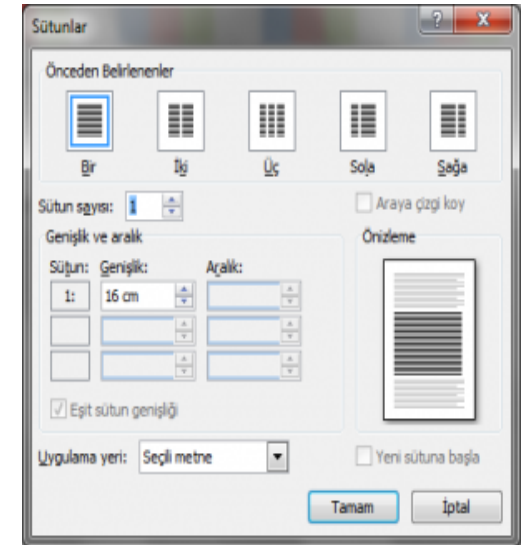 Sütunlar
Önceden Belirlenenler
Bir İki Üç Sola Sağa
Sütun sayısı: 1 Araya çizgi koy
Genişlik ve aralık Önizleme
Sütun: Genişlik: Aralık:
1: 16 cm
Eşit sütun genişliği
Uygulama yeri: Seçili metne Yeni sütuna başla
Tamam İptal